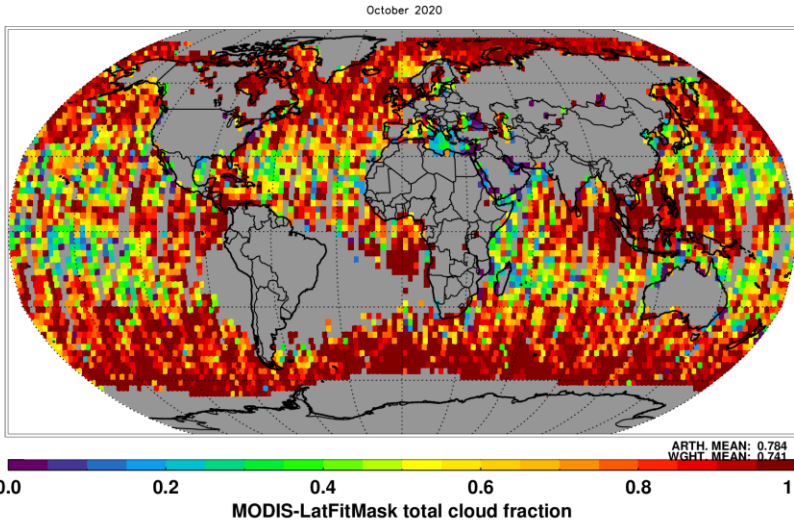 October 2020
ARTH. MEAN: 0.784
WGHT. MEAN: 0.741
0.0 0.2 0.4 0.6 0.8 1
MODIS-LatFitMask total cloud fraction